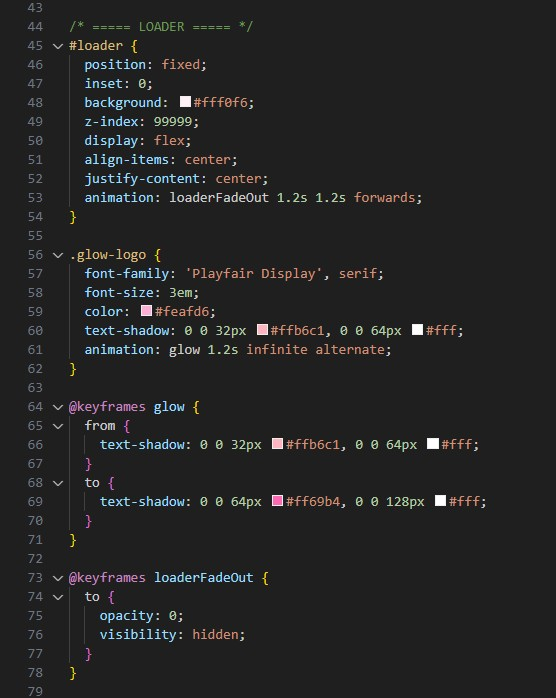 43
44 /* ===== LOADER ===== */
45 #loader {
46 position: fixed;
47 inset: 0;
48 background: #fff0f6;
49 z-index: 99999;
50 display: flex;
51 align-items: center;
52 justify-content: center;
53 animation: loaderFadeOut 1.2s 1.2s forwards;
54 }
55
56 .glow-logo {
57 font-family: 'Playfair Display', serif;
58 font-size: 3em;
59 color: #feafd6;
60 text-shadow: 0 0 32px #ffb6c1, 0 0 64px #fff;
61 animation: glow 1.2s infinite alternate;
62 }
63
64 @keyframes glow {
65 from {
66 text-shadow: 0 0 32px #ffb6c1, 0 0 64px #fff;
67 }
68 to {
69 text-shadow: 0 0 64px #ff69b4, 0 0 128px #fff;
70 }
71 }
72
73 @keyframes loaderFadeOut {
74 to {
75 opacity: 0;
76 visibility: hidden;
77 }
78 }
79